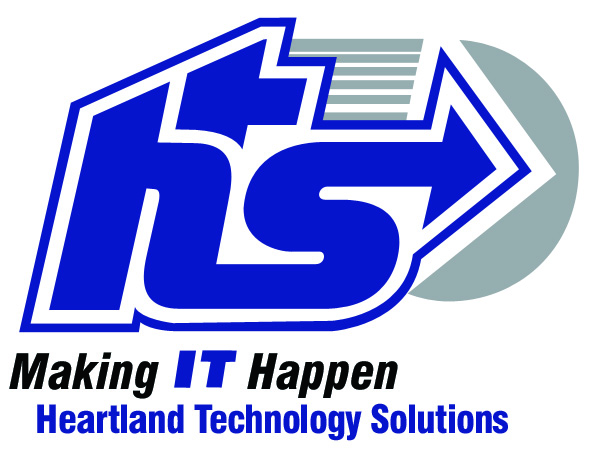 hts
Making IT Happen
Heartland Technology Solutions